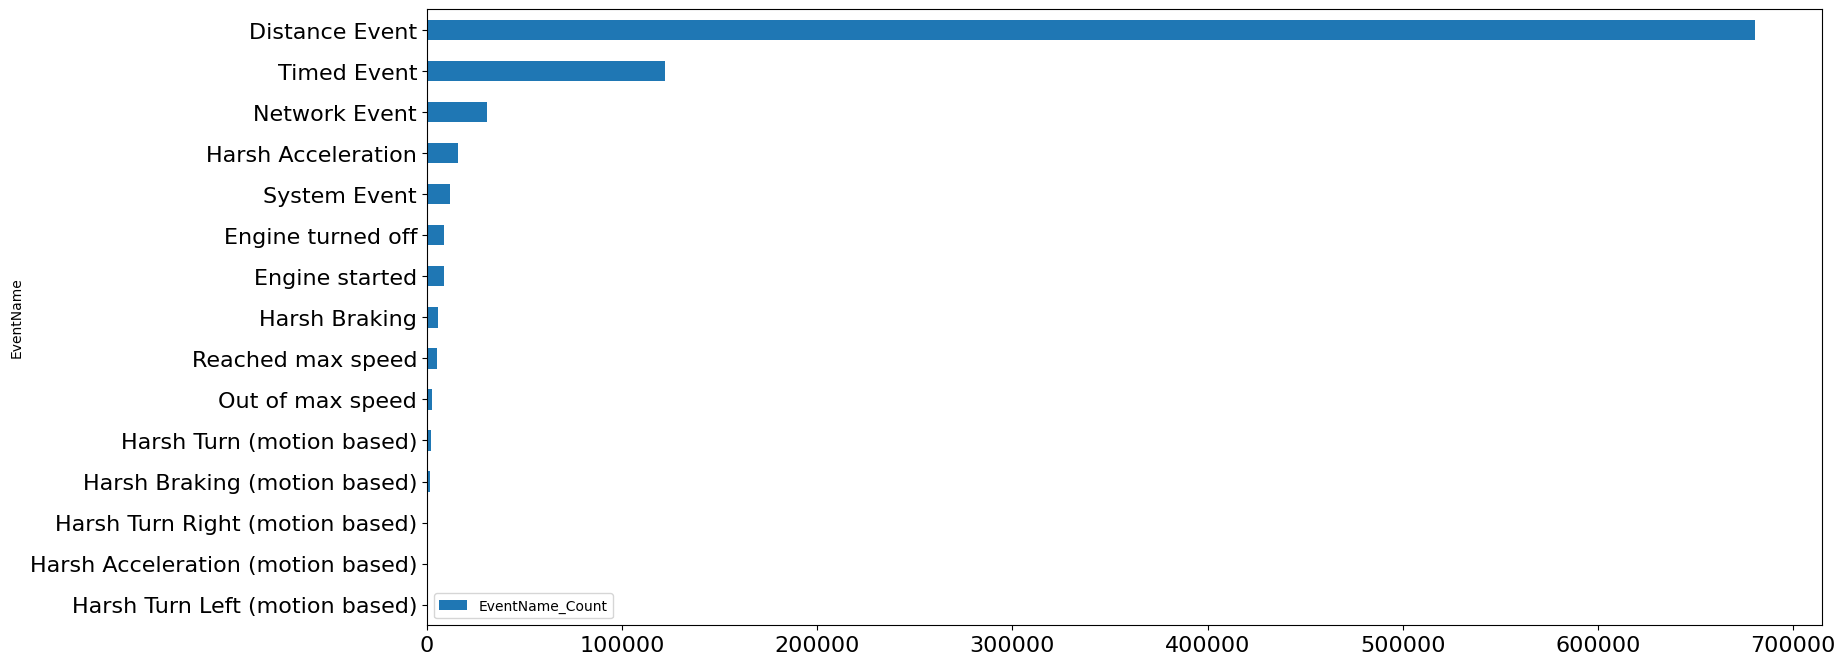 EventName
Distance Event
Timed Event
Network Event
Harsh Acceleration
System Event
Engine turned off
Engine started
Harsh Braking
Reached max speed
Out of max speed
Harsh Turn (motion based)
Harsh Braking (motion based)
Harsh Turn Right (motion based)
Harsh Acceleration (motion based)
Harsh Turn Left (motion based)
EventName_Count
0 100000 200000 300000 400000 500000 600000 700000